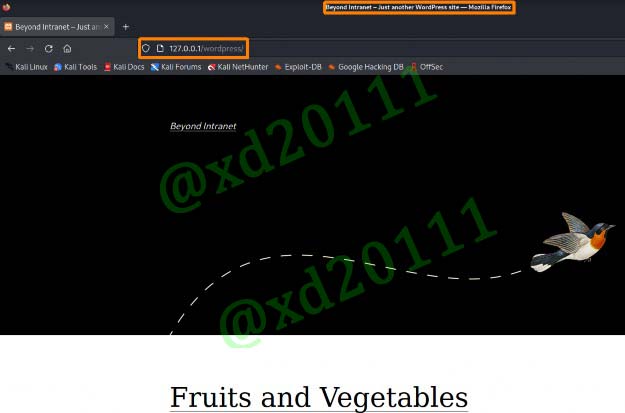 Beyond Intranet – Just another WordPress site — Mozilla Firefox
Beyond Intranet – Just an
127.0.0.1/wordpress/
Kali Linux Kali Tools Kali Docs Kali Forums Kali NetHunter Exploit-DB Google Hacking DB OffSec
Beyond Intranet
@xd20111
@xd20111
Fruits and Vegetables